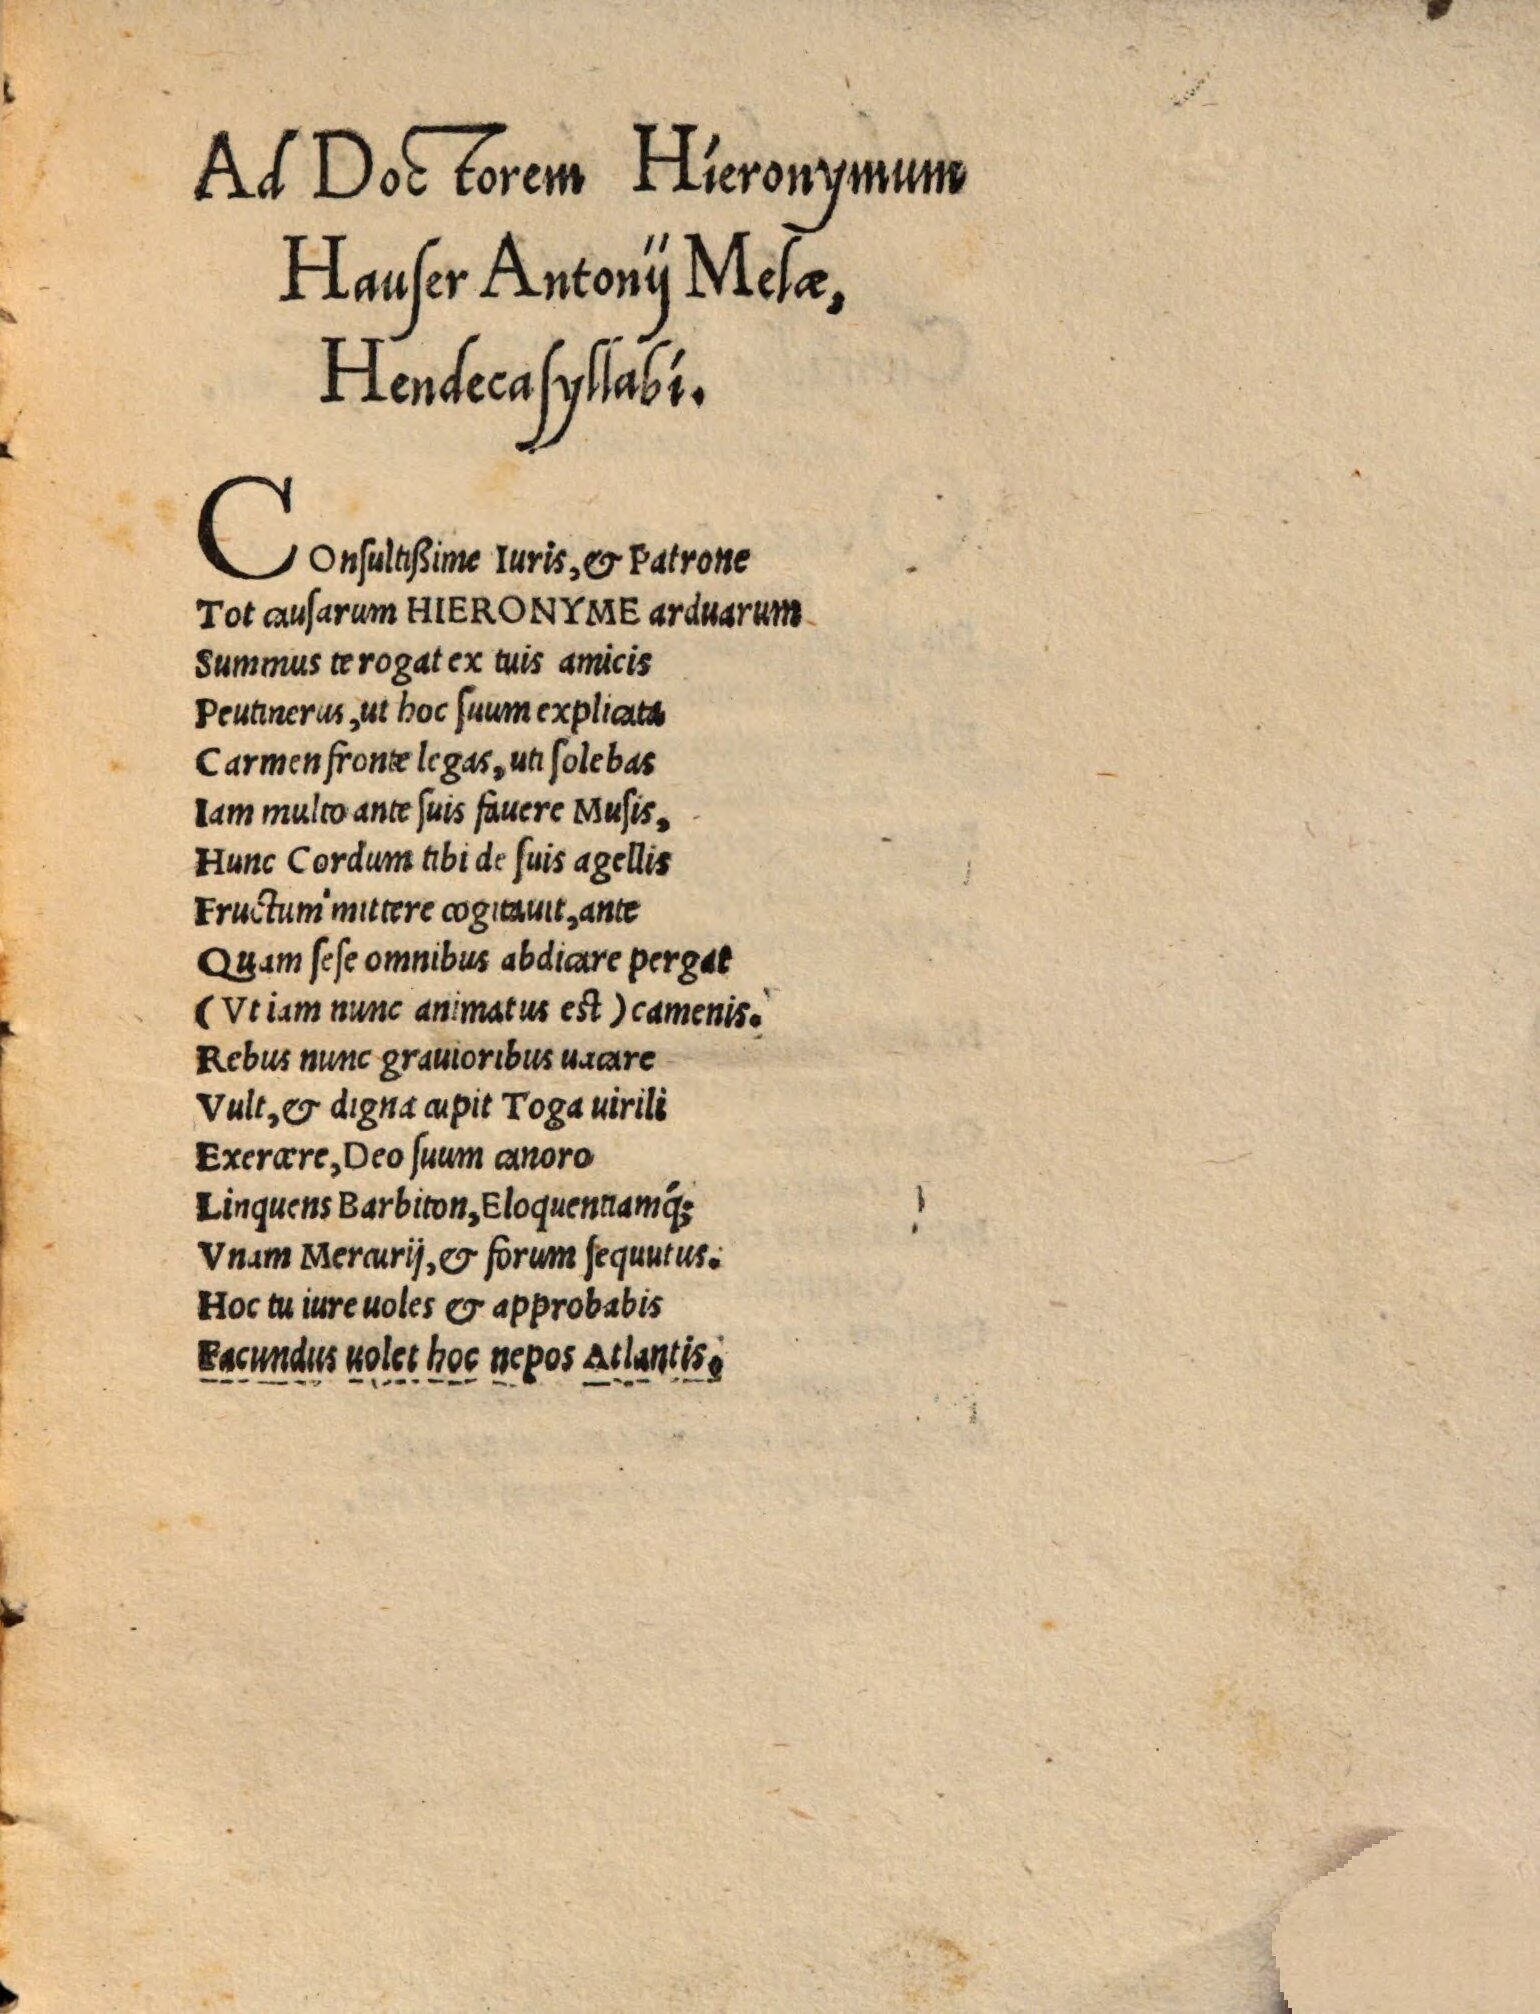 Ad Doctorem Hieronymum
Hauſer Antonij Melæ,
Hendecaſyllabi.
COnſultißime Iuris, & Patrone
Tot cauſarum HIERONYME arduarum
Summus te rogat ex tuis amicis
Peutinerus, ut hoc ſuum explicata
Carmen fronte legas, uti ſolebas
Iam multo ante ſuis fauere Muſis,
Hunc Cordum tibi de ſuis agellis
Fructum mittere cogitauit, ante
Quam ſeſe omnibus abdicare pergat
(Vt iam nunc animatus est) camenis.
Rebus nunc grauioribus uacare
Vult, & digna cupit Toga uirili
Exercere, Deo ſuum canoro
Linquens Barbiton, Eloquentiamq́;
Vnam Mercurij, & forum ſequutus.
Hoc tu iure uoles & approbabis
Facundus uolet hoc nepos Atlantis.